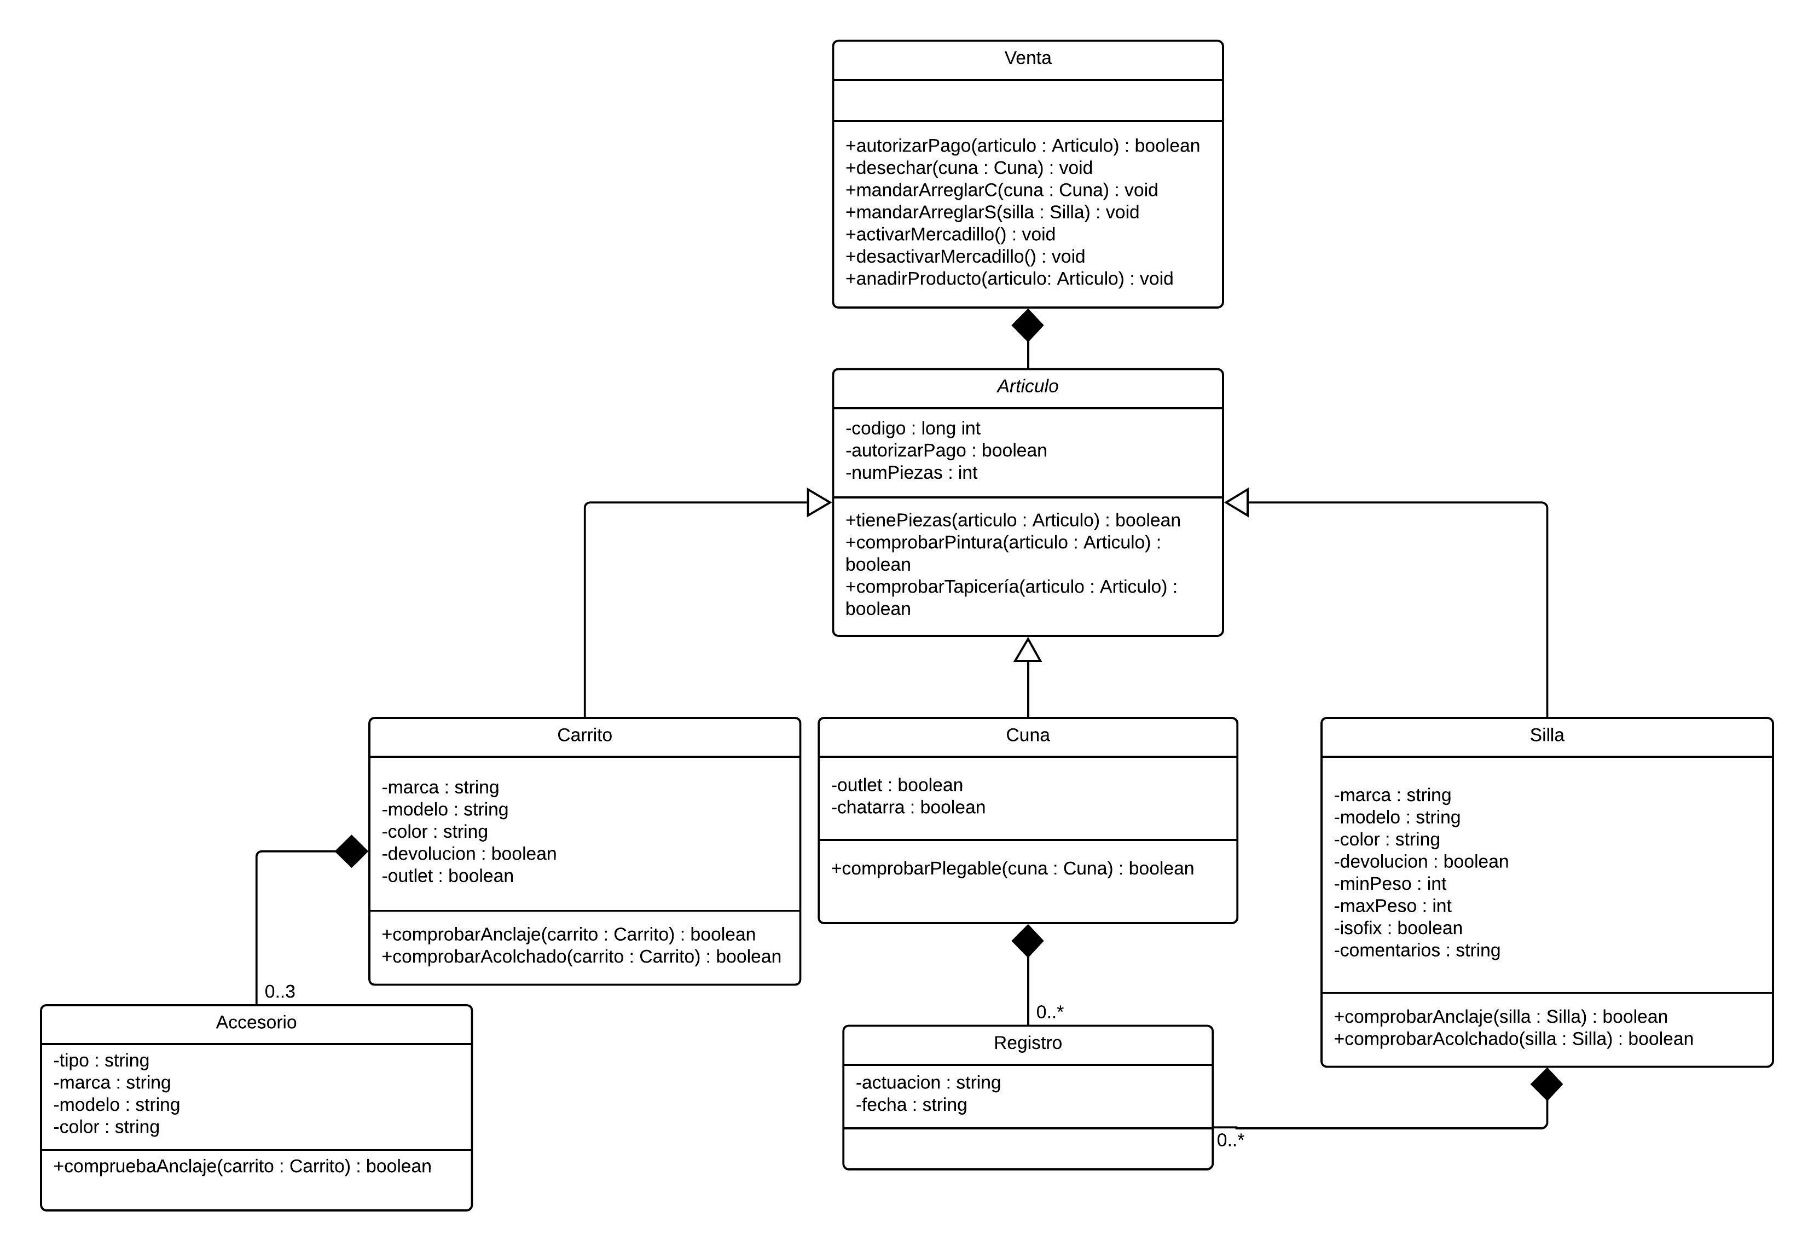 Venta
+autorizarPago(articulo : Articulo) : boolean
+desechar(cuna : Cuna) : void
+mandarArreglarC(cuna : Cuna) : void
+mandarArreglarS(silla : Silla) : void
+activarMercadillo() : void
+desactivarMercadillo() : void
+anadirProducto(articulo: Articulo) : void
Articulo
-codigo : long int
-autorizarPago : boolean
-numPiezas : int
+tienePiezas(articulo : Articulo) : boolean
+comprobarPintura(articulo : Articulo) :
boolean
+comprobarTapicería(articulo : Articulo) :
boolean
Carrito
-marca : string
-modelo : string
-color : string
-devolucion : boolean
-outlet : boolean
+comprobarAnclaje(carrito : Carrito) : boolean
+comprobarAcolchado(carrito : Carrito) : boolean
Cuna
-outlet : boolean
-chatarra : boolean
+comprobarPlegable(cuna : Cuna) : boolean
Silla
-marca : string
-modelo : string
-color : string
-devolucion : boolean
-minPeso : int
-maxPeso : int
-isofix : boolean
-comentarios : string
+comprobarAnclaje(silla : Silla) : boolean
+comprobarAcolchado(silla : Silla) : boolean
0..3
Accesorio
-tipo : string
-marca : string
-modelo : string
-color : string
+compruebaAnclaje(carrito : Carrito) : boolean
0..*
Registro
-actuacion : string
-fecha : string
0..*